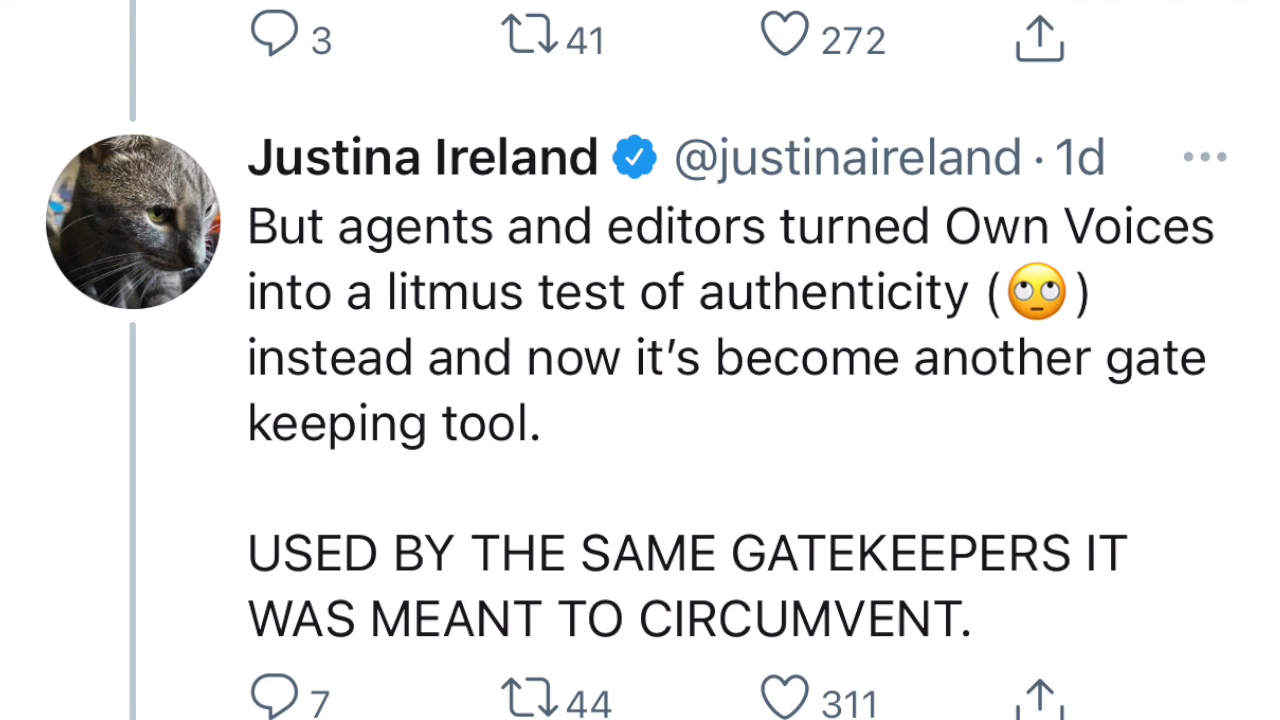 3 41 272
Justina Ireland @justinaireland · 1d
But agents and editors turned Own Voices
into a litmus test of authenticity (🙄)
instead and now it’s become another gate
keeping tool.
USED BY THE SAME GATEKEEPERS IT
WAS MEANT TO CIRCUMVENT.
7 44 311